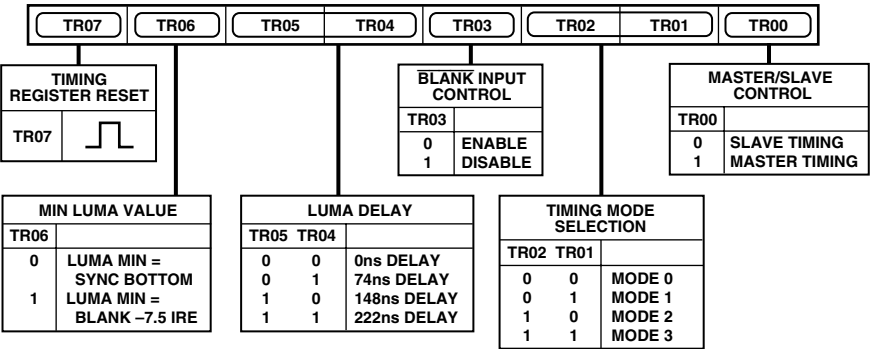 TR07 TR06 TR05 TR04 TR03 TR02 TR01 TR00
TIMING
REGISTER RESET
TR07
BLANK INPUT
CONTROL
TR03
0 ENABLE
1 DISABLE
MASTER/SLAVE
CONTROL
TR00
0 SLAVE TIMING
1 MASTER TIMING
MIN LUMA VALUE
TR06
0 LUMA MIN =
SYNC BOTTOM
1 LUMA MIN =
BLANK –7.5 IRE
LUMA DELAY
TR05 TR04
0 0 0ns DELAY
0 1 74ns DELAY
1 0 148ns DELAY
1 1 222ns DELAY
TIMING MODE
SELECTION
TR02 TR01
0 0 MODE 0
0 1 MODE 1
1 0 MODE 2
1 1 MODE 3